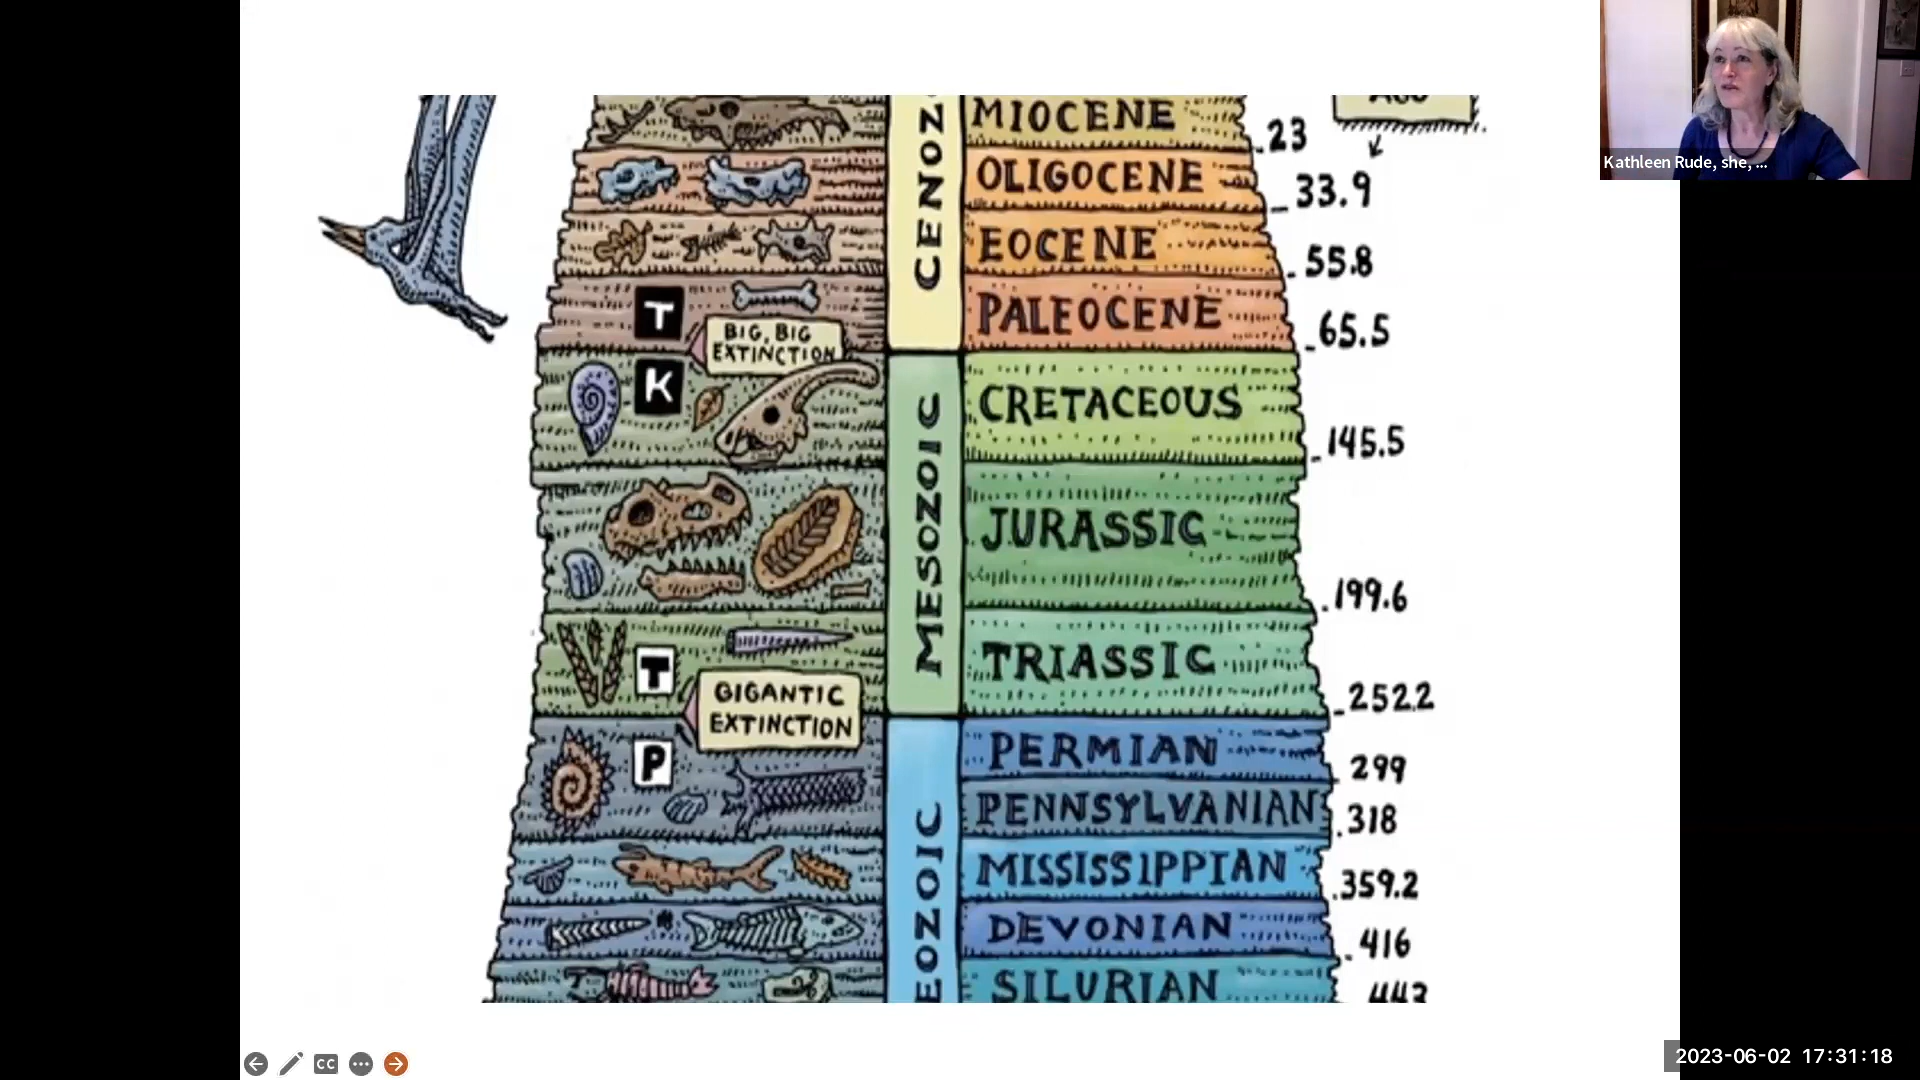 MIOCENE
23
OLIGOCENE
33.9
EOCENE
55.8
CENOZ
T
PALEOCENE
BIG, BIG
EXTINCTION
65.5
K
CRETACEOUS
145.5
MESOZOIC
JURASSIC
199.6
T
TRIASSIC
GIGANTIC
EXTINCTION
252.2
P
PERMIAN
299
PENNSYLVANIAN
318
MISSISSIPPIAN
359.2
EOZOIC
DEVONIAN
416
SILURIAN
443
Kathleen Rude, she, ...
CC
2023-06-02 17:31:18